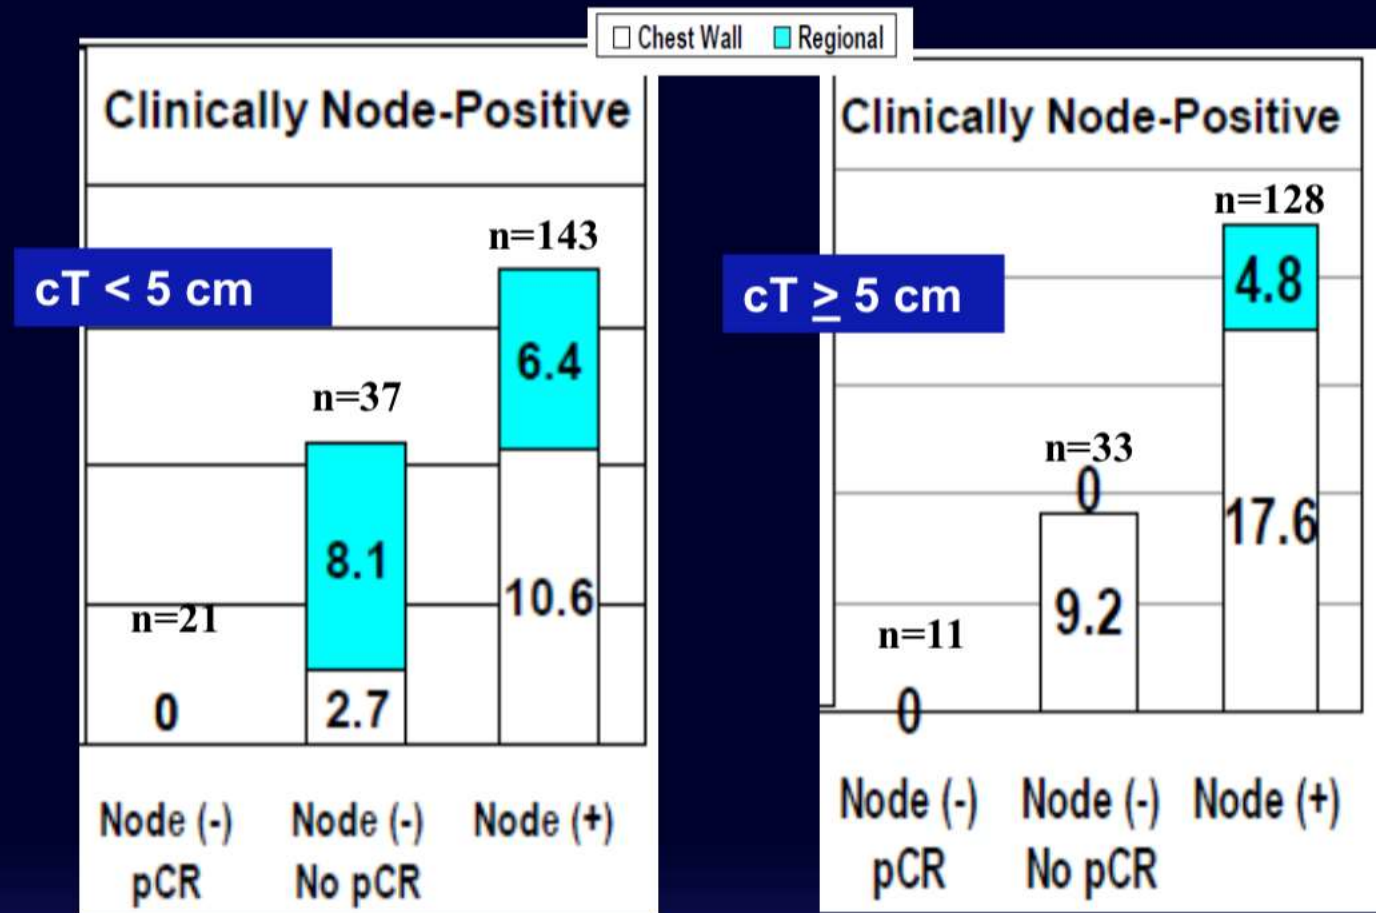 Chest Wall Regional
Clinically Node-Positive
cT < 5 cm
n=143
n=37
6.4
8.1
n=21
10.6
0
2.7
Node (-) Node (-) Node (+)
pCR No pCR
Clinically Node-Positive
n=128
cT ≥ 5 cm
4.8
n=33
0
17.6
9.2
n=11
0
Node (-) Node (-) Node (+)
pCR No pCR